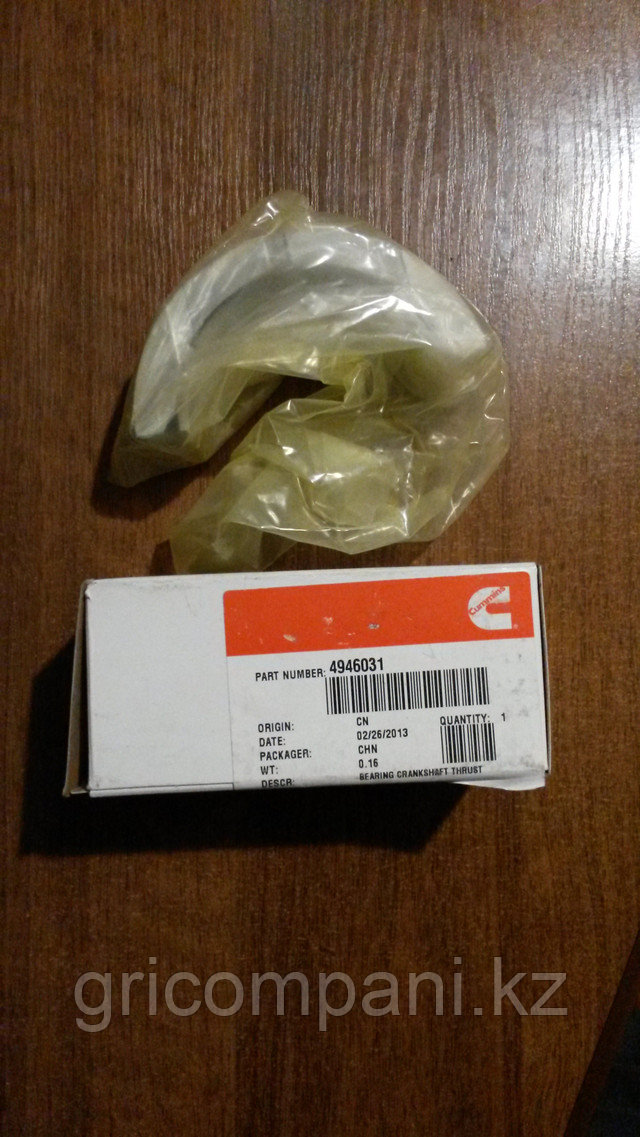 Cummins
®
PART NUMBER: 4946031
ORIGIN: CN QUANTITY: 1
DATE: 02/26/2013
PACKAGER: CHN
WT: 0.16
DESCR: BEARING CRANKSHAFT THRUST
gricompani.kz